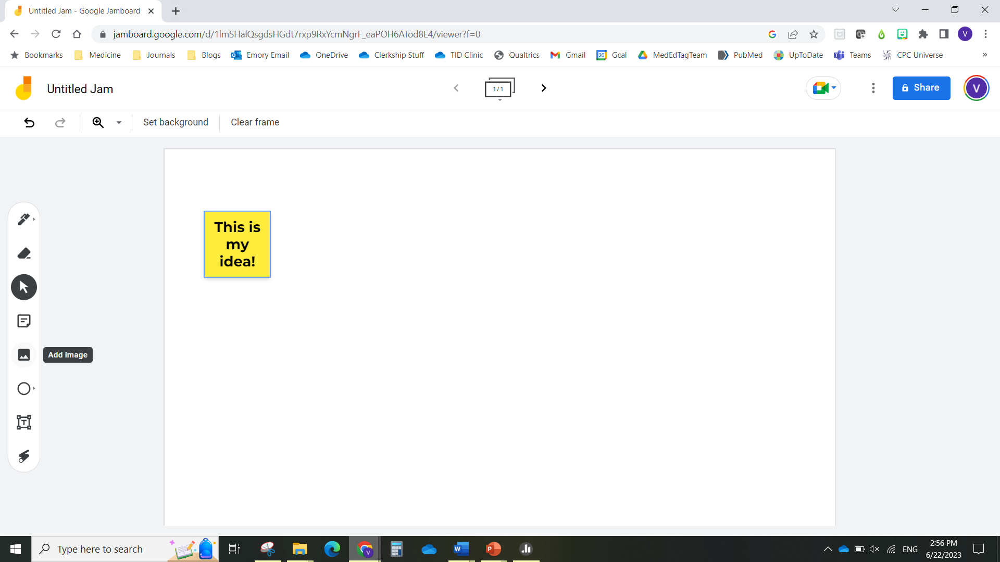 Untitled Jam - Google Jamboard
jamboard.google.com/d/1lmSHalQsgdsHGdt7rxp9RxYcmNgrF_eaPOH6ATod8E4/viewer?f=0
V
Bookmarks Medicine Journals Blogs Emory Email OneDrive Clerkship Stuff TID Clinic Qualtrics Gmail 20 Gcal MedEdTagTeam PubMed UpToDate Teams CPC Universe »
Untitled Jam
1 / 1
Share
V
Set background
Clear frame
This is
my
idea!
Add image
Type here to search
ENG
2:56 PM
6/22/2023